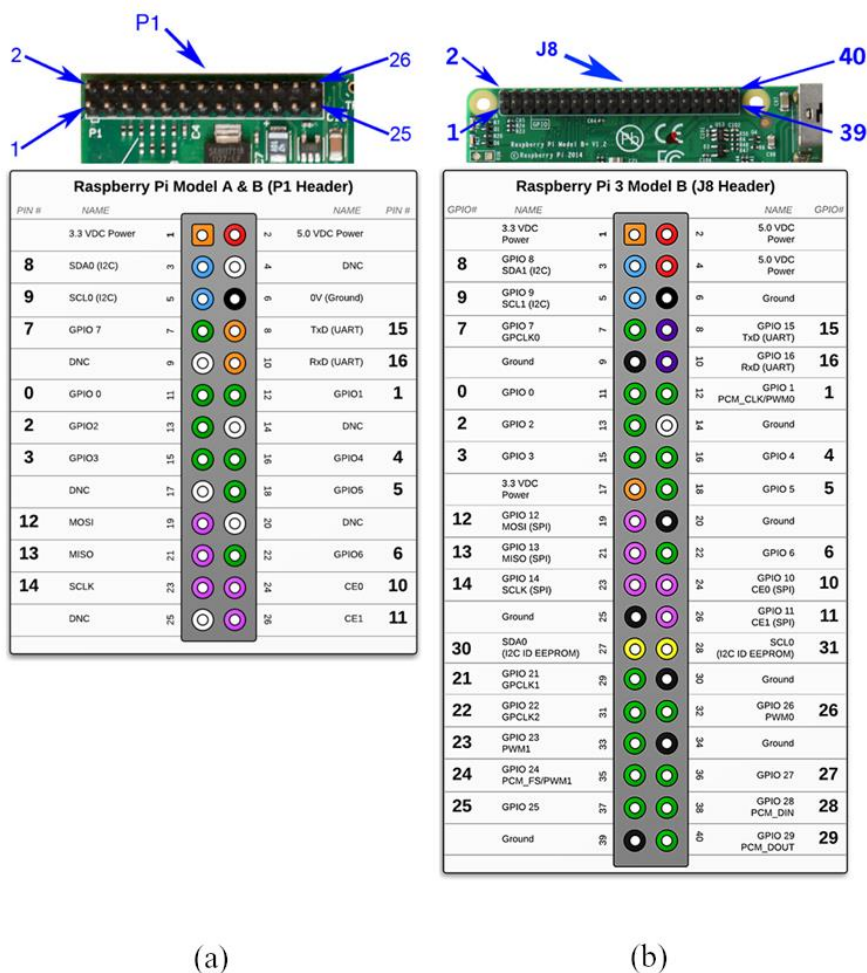 P1
2
26
1
25
P1
J8
2
40
1
39
GPIO
Raspberry Pi Model B+ V1.2
© Raspberry Pi 2014
Raspberry Pi Model A & B (P1 Header)
PIN # NAME NAME PIN #
3.3 VDC Power 1 2 5.0 VDC Power
8 SDA0 (I2C) 3 4 DNC
9 SCL0 (I2C) 5 6 0V (Ground)
7 GPIO 7 7 8 TxD (UART) 15
DNC 9 10 RxD (UART) 16
0 GPIO 0 11 12 GPIO1 1
2 GPIO2 13 14 DNC
3 GPIO3 15 16 GPIO4 4
DNC 17 18 GPIO5 5
12 MOSI 19 20 DNC
13 MISO 21 22 GPIO6 6
14 SCLK 23 24 CE0 10
DNC 25 26 CE1 11
Raspberry Pi 3 Model B (J8 Header)
GPIO# NAME NAME GPIO#
3.3 VDC
Power 1 2 5.0 VDC
Power
8 GPIO 8
SDA1 (I2C) 3 4 5.0 VDC
Power
9 GPIO 9
SCL1 (I2C) 5 6 Ground
7 GPIO 7
GPCLK0 7 8 GPIO 15
TxD (UART) 15
Ground 9 10 GPIO 16
RxD (UART) 16
0 GPIO 0 11 12 GPIO 1
PCM_CLK/PWM0 1
2 GPIO 2 13 14 Ground
3 GPIO 3 15 16 GPIO 4 4
3.3 VDC
Power 17 18 GPIO 5 5
12 GPIO 12
MOSI (SPI) 19 20 Ground
13 GPIO 13
MISO (SPI) 21 22 GPIO 6 6
14 GPIO 14
SCLK (SPI) 23 24 GPIO 10
CE0 (SPI) 10
Ground 25 26 GPIO 11
CE1 (SPI) 11
30 SDA0
(I2C ID EEPROM) 27 28 SCL0
(I2C ID EEPROM) 31
21 GPIO 21
GPCLK1 29 30 Ground
22 GPIO 22
GPCLK2 31 32 GPIO 26
PWM0 26
23 GPIO 23
PWM1 33 34 Ground
24 GPIO 24
PCM_FS/PWM1 35 36 GPIO 27 27
25 GPIO 25 37 38 GPIO 28
PCM_DIN 28
Ground 39 40 GPIO 29
PCM_DOUT 29
(a)
(b)